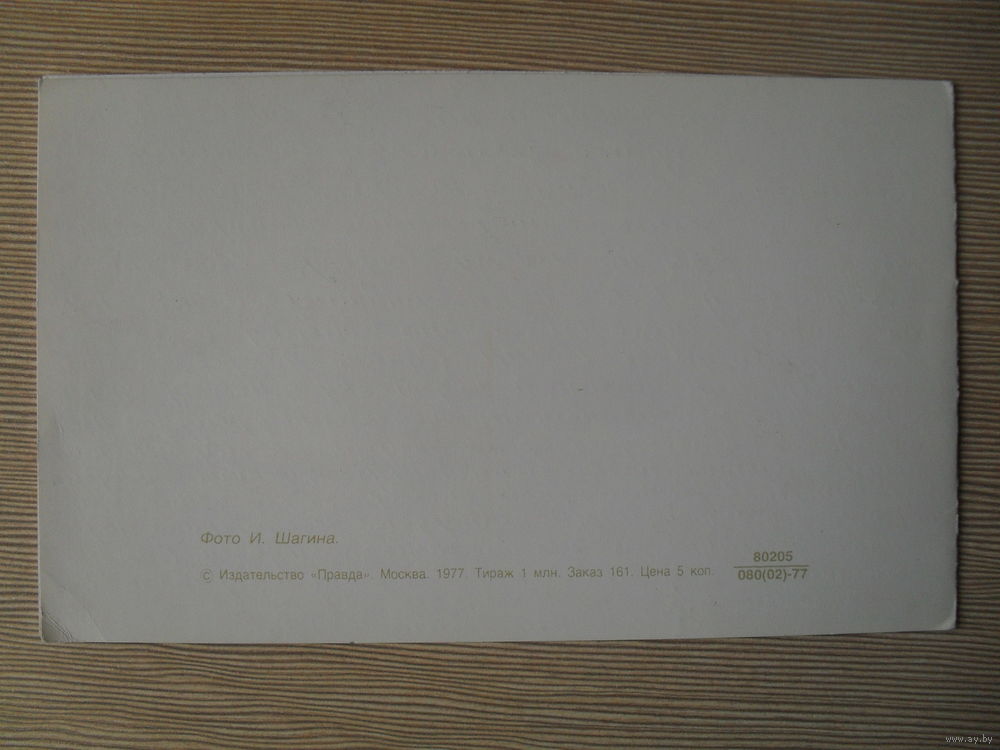 Фото И. Шагина.
© Издательство «Правда». Москва. 1977. Тираж 1 млн. Заказ 161. Цена 5 коп.
80205
080(02)-77
www.ay.by